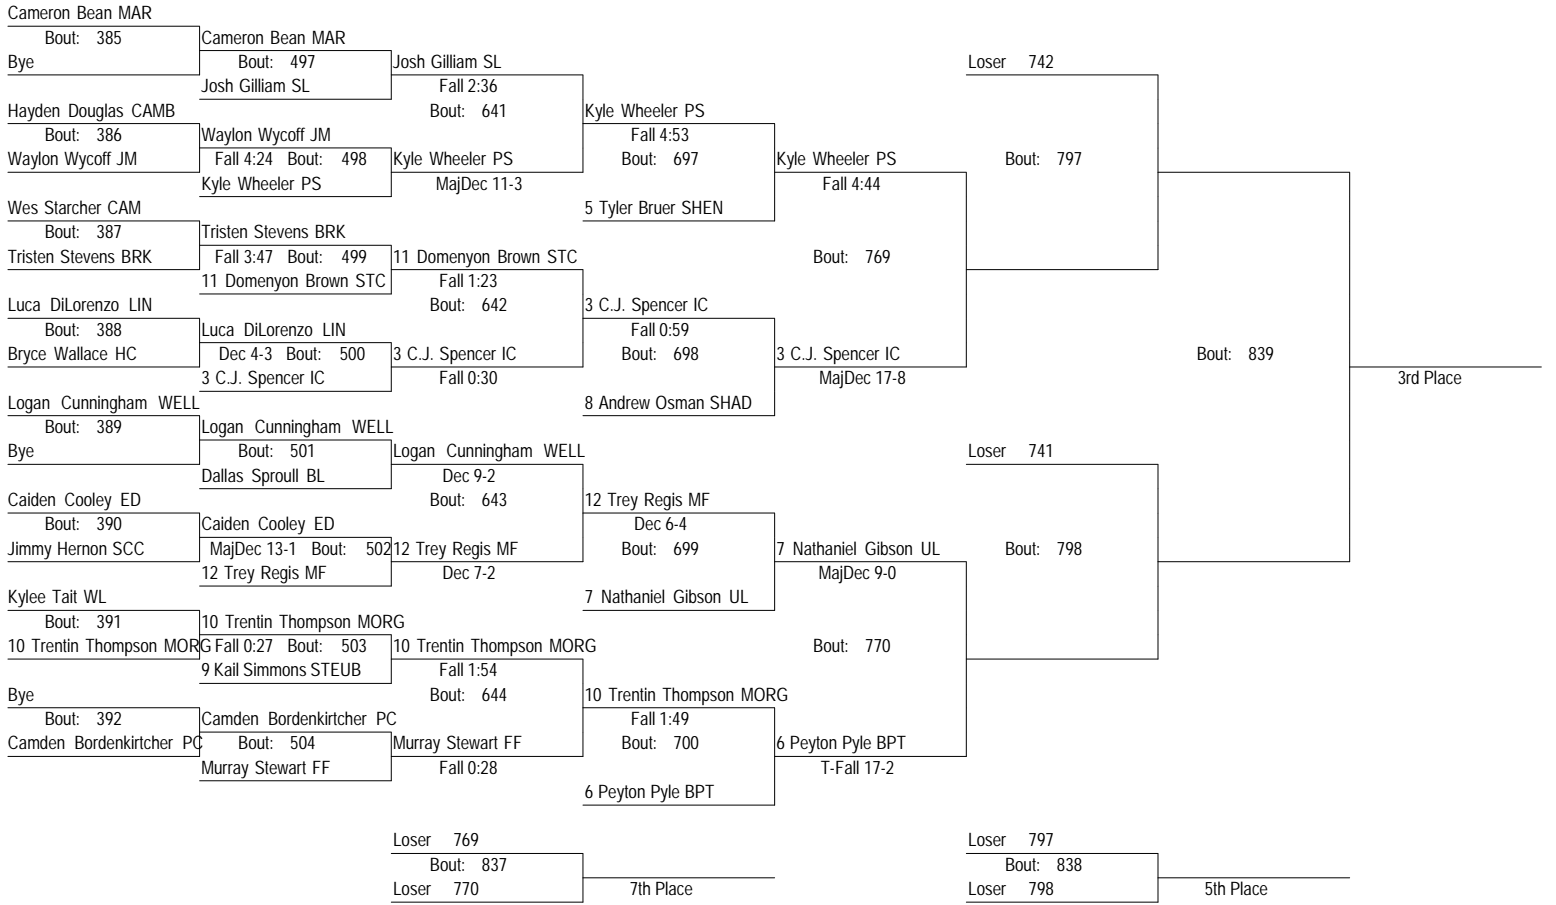 Cameron Bean MAR
Bout: 385
Cameron Bean MAR
Bye
Bout: 497
Josh Gilliam SL
Loser 742
Josh Gilliam SL
Fall 2:36
Hayden Douglas CAMB
Bout: 641
Kyle Wheeler PS
Bout: 386
Waylon Wycoff JM
Fall 4:53
Waylon Wycoff JM
Fall 4:24 Bout: 498
Kyle Wheeler PS
Bout: 697
Kyle Wheeler PS
Bout: 797
Kyle Wheeler PS
MajDec 11-3
Fall 4:44
Wes Starcher CAM
5 Tyler Bruer SHEN
Bout: 387
Tristen Stevens BRK
Tristen Stevens BRK
Fall 3:47 Bout: 499
11 Domenyon Brown STC
Bout: 769
11 Domenyon Brown STC
Fall 1:23
Luca DiLorenzo LIN
Bout: 642
3 C.J. Spencer IC
Bout: 388
Luca DiLorenzo LIN
Fall 0:59
Bryce Wallace HC
Dec 4-3 Bout: 500
3 C.J. Spencer IC
Bout: 698
3 C.J. Spencer IC
Bout: 839
3 C.J. Spencer IC
Fall 0:30
MajDec 17-8
3rd Place
Logan Cunningham WELL
8 Andrew Osman SHAD
Bout: 389
Logan Cunningham WELL
Bye
Bout: 501
Logan Cunningham WELL
Loser 741
Dallas Sproull BL
Dec 9-2
Caiden Cooley ED
Bout: 643
12 Trey Regis MF
Bout: 390
Caiden Cooley ED
Dec 6-4
Jimmy Hernon SCC
MajDec 13-1 Bout: 502
12 Trey Regis MF
Bout: 699
7 Nathaniel Gibson UL
Bout: 798
12 Trey Regis MF
Dec 7-2
MajDec 9-0
Kylee Tait WL
7 Nathaniel Gibson UL
Bout: 391
10 Trentin Thompson MORG
10 Trentin Thompson MORG
Fall 0:27 Bout: 503
10 Trentin Thompson MORG
Bout: 770
9 Kail Simmons STEUB
Fall 1:54
Bye
Bout: 644
10 Trentin Thompson MORG
Bout: 392
Camden Bordenkirtcher PC
Fall 1:49
Camden Bordenkirtcher PC
Bout: 504
Murray Stewart FF
Bout: 700
6 Peyton Pyle BPT
Murray Stewart FF
Fall 0:28
T-Fall 17-2
6 Peyton Pyle BPT
Loser 769
Loser 797
Bout: 837
Bout: 838
Loser 770
7th Place
Loser 798
5th Place